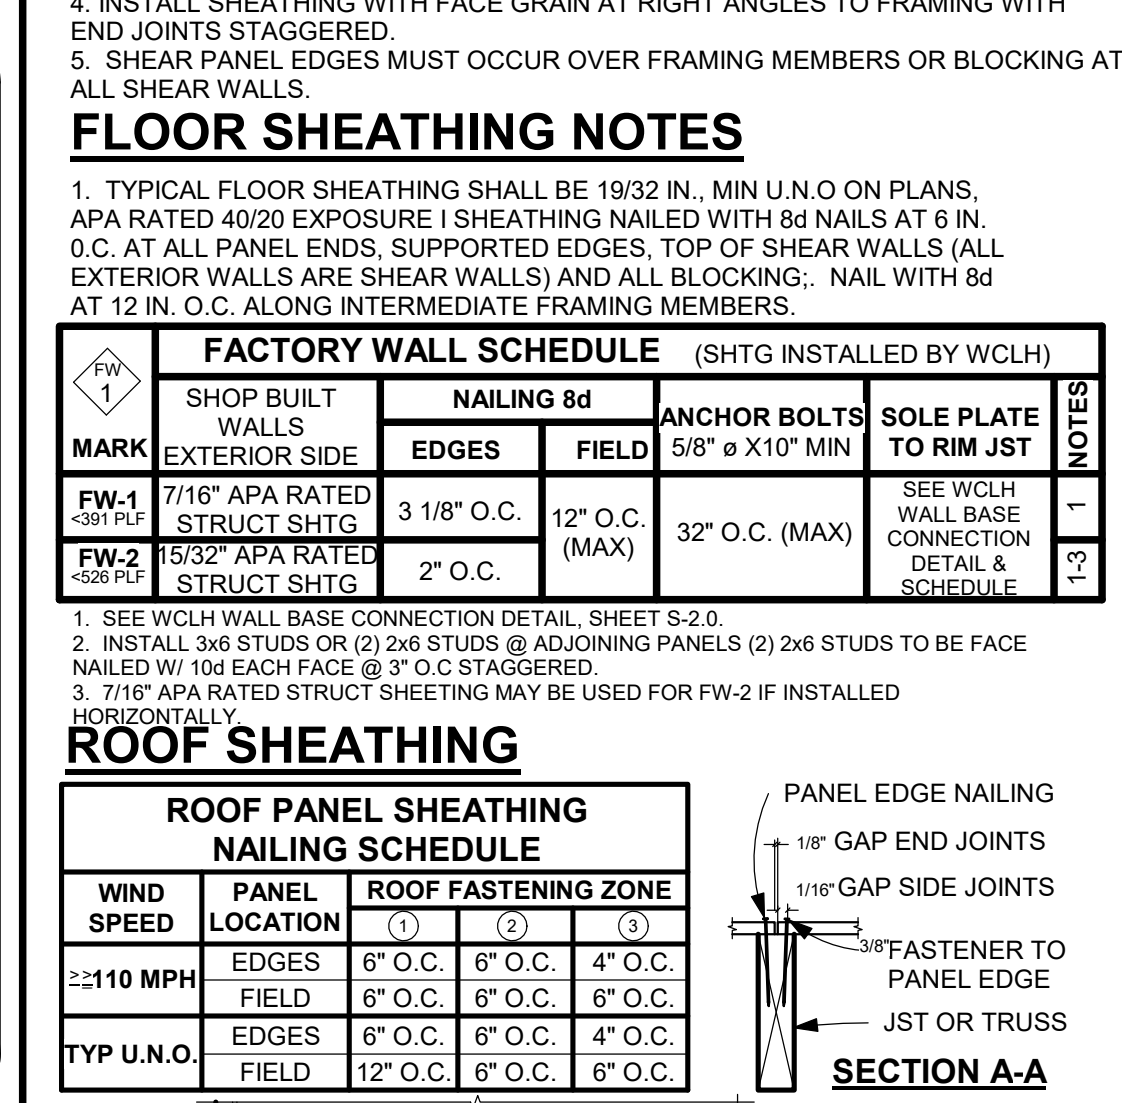 4. INSTALL SHEATHING WITH FACE GRAIN AT RIGHT ANGLES TO FRAMING WITH
END JOINTS STAGGERED.
5. SHEAR PANEL EDGES MUST OCCUR OVER FRAMING MEMBERS OR BLOCKING AT
ALL SHEAR WALLS.
FLOOR SHEATHING NOTES
1. TYPICAL FLOOR SHEATHING SHALL BE 19/32 IN., MIN U.N.O ON PLANS,
APA RATED 40/20 EXPOSURE I SHEATHING NAILED WITH 8d NAILS AT 6 IN.
0.C. AT ALL PANEL ENDS, SUPPORTED EDGES, TOP OF SHEAR WALLS (ALL
EXTERIOR WALLS ARE SHEAR WALLS) AND ALL BLOCKING;. NAIL WITH 8d
AT 12 IN. O.C. ALONG INTERMEDIATE FRAMING MEMBERS.
FW
1
MARK
FACTORY WALL SCHEDULE (SHTG INSTALLED BY WCLH)
SHOP BUILT
WALLS
EXTERIOR SIDE
NAILING 8d
EDGES
FIELD
ANCHOR BOLTS
5/8" ø X10" MIN
SOLE PLATE
TO RIM JST
NOTES
FW-1
<391 PLF
7/16" APA RATED
STRUCT SHTG
3 1/8" O.C.
12" O.C.
(MAX)
32" O.C. (MAX)
SEE WCLH
WALL BASE
CONNECTION
DETAIL &
SCHEDULE
1
FW-2
<526 PLF
15/32" APA RATED
STRUCT SHTG
2" O.C.
1-3
1. SEE WCLH WALL BASE CONNECTION DETAIL, SHEET S-2.0.
2. INSTALL 3x6 STUDS OR (2) 2x6 STUDS @ ADJOINING PANELS (2) 2x6 STUDS TO BE FACE
NAILED W/ 10d EACH FACE @ 3" O.C STAGGERED.
3. 7/16" APA RATED STRUCT SHEETING MAY BE USED FOR FW-2 IF INSTALLED
HORIZONTALLY.
ROOF SHEATHING
ROOF PANEL SHEATHING
NAILING SCHEDULE
WIND
SPEED
PANEL
LOCATION
ROOF FASTENING ZONE
1 2 3
≥≥110 MPH
EDGES 6" O.C. 6" O.C. 4" O.C.
FIELD 6" O.C. 6" O.C. 6" O.C.
TYP U.N.O.
EDGES 6" O.C. 6" O.C. 4" O.C.
FIELD 12" O.C. 6" O.C. 6" O.C.
PANEL EDGE NAILING
1/8" GAP END JOINTS
1/16" GAP SIDE JOINTS
3/8" FASTENER TO
PANEL EDGE
JST OR TRUSS
SECTION A-A